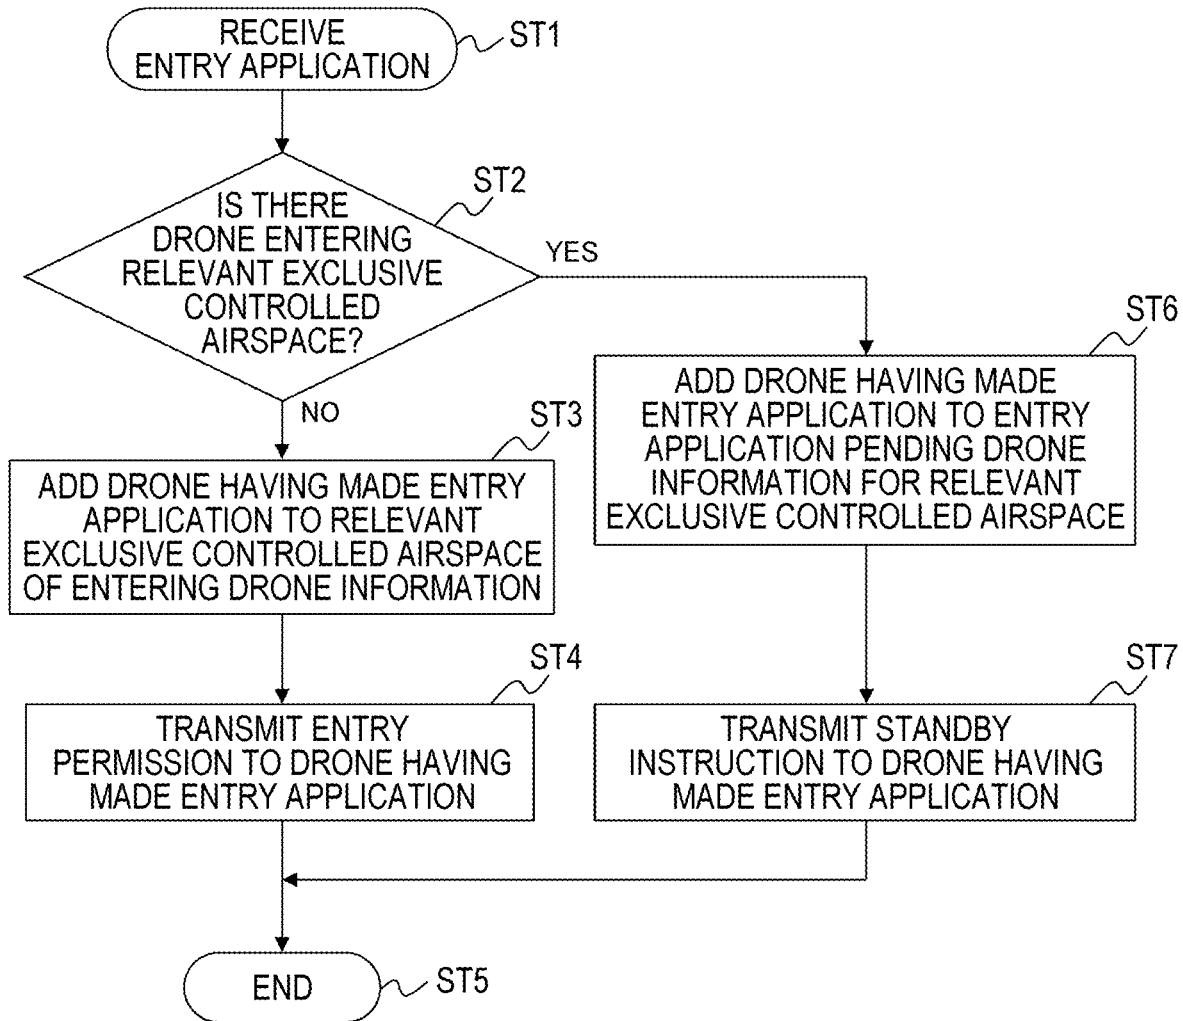 RECEIVE
ENTRY APPLICATION
ST1
ST2
IS THERE
DRONE ENTERING
RELEVANT EXCLUSIVE
CONTROLLED
AIRSPACE?
YES
NO
ST3
ADD DRONE HAVING MADE ENTRY
APPLICATION TO RELEVANT
EXCLUSIVE CONTROLLED AIRSPACE
OF ENTERING DRONE INFORMATION
ST4
TRANSMIT ENTRY
PERMISSION TO DRONE HAVING
MADE ENTRY APPLICATION
ST6
ADD DRONE HAVING MADE
ENTRY APPLICATION TO ENTRY
APPLICATION PENDING DRONE
INFORMATION FOR RELEVANT
EXCLUSIVE CONTROLLED AIRSPACE
ST7
TRANSMIT STANDBY
INSTRUCTION TO DRONE HAVING
MADE ENTRY APPLICATION
END
ST5